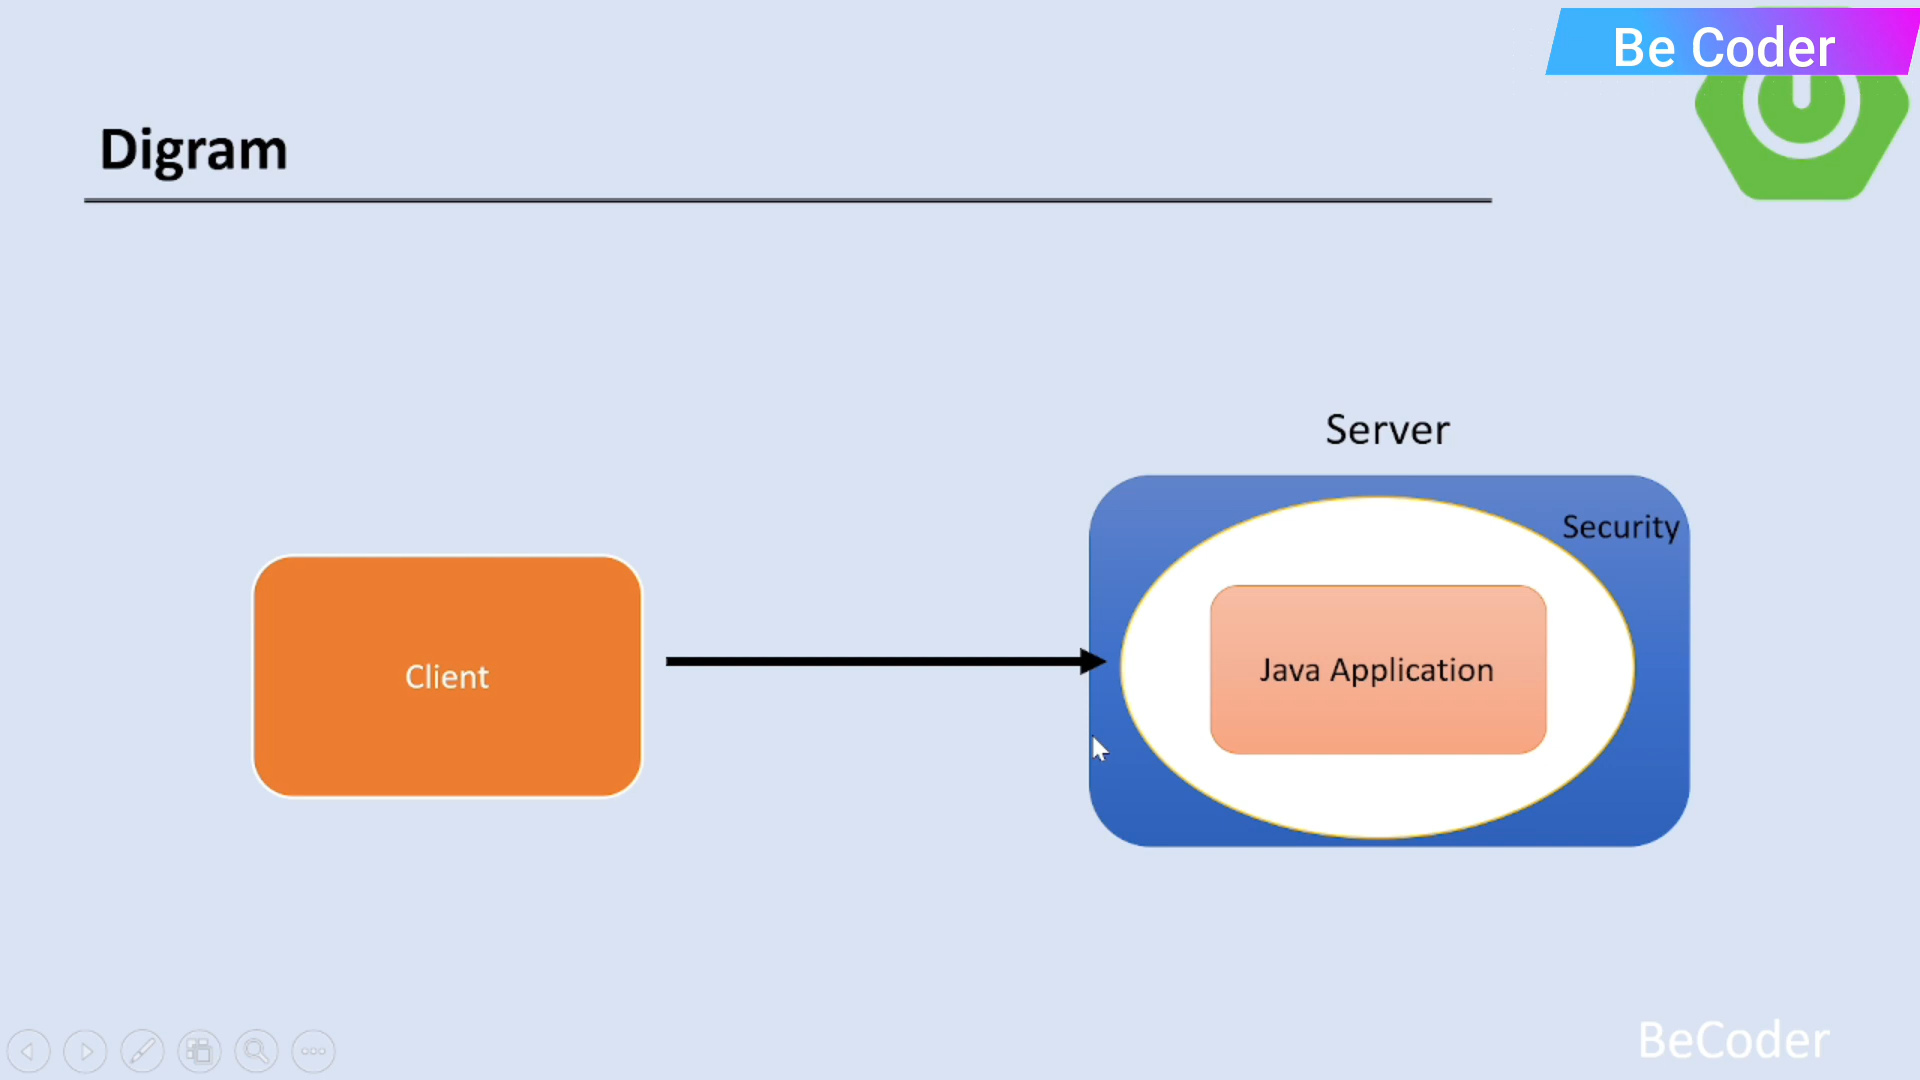 Be Coder
Digram
Server
Security
Client
Java Application
BeCoder